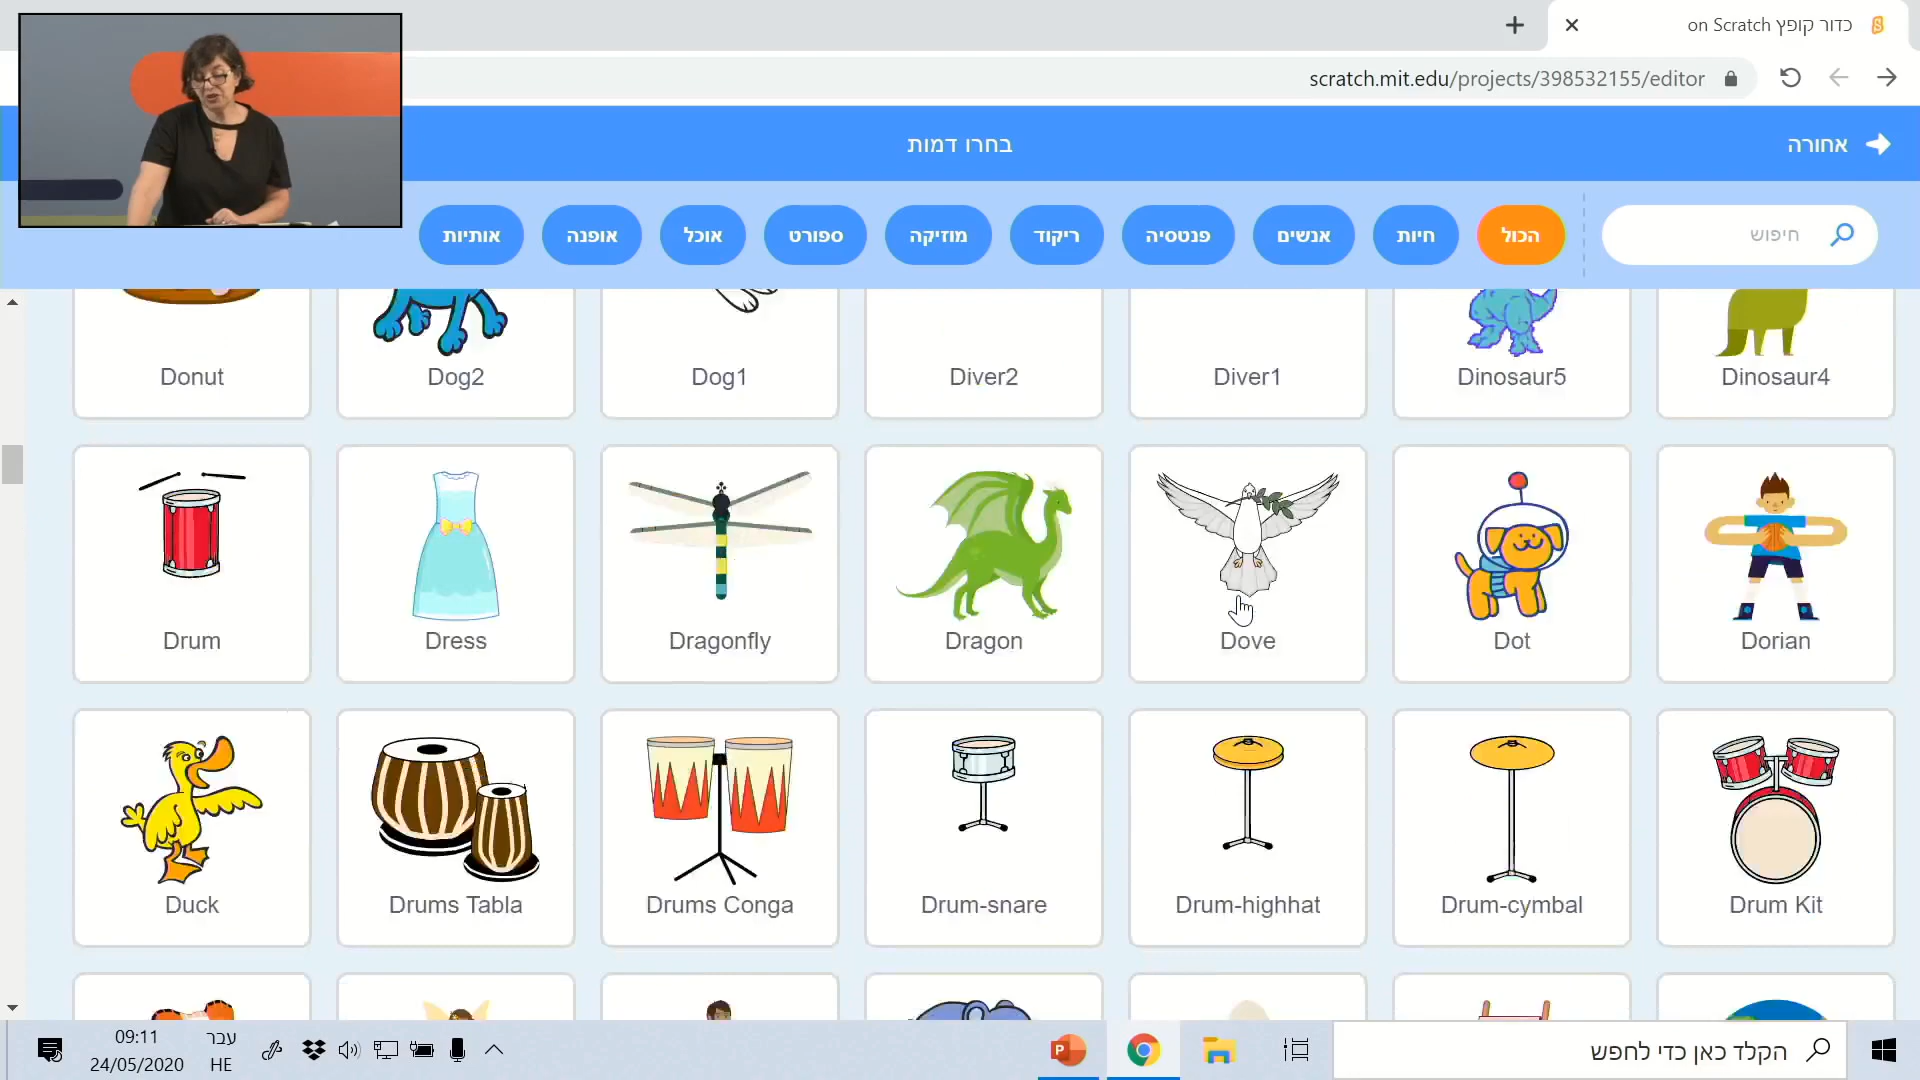 כדור קופץ on Scratch
scratch.mit.edu/projects/398532155/editor
אחורה
בחרו דמות
חיפוש
הכול
חיות
אנשים
פנטסיה
ריקוד
מוזיקה
ספורט
אוכל
אופנה
אותיות
Donut
Dog2
Dog1
Diver2
Diver1
Dinosaur5
Dinosaur4
Drum
Dress
Dragonfly
Dragon
Dove
Dot
Dorian
Duck
Drums Tabla
Drums Conga
Drum-snare
Drum-highhat
Drum-cymbal
Drum Kit
09:11
24/05/2020
עבר
HE
הקלד כאן כדי לחפש